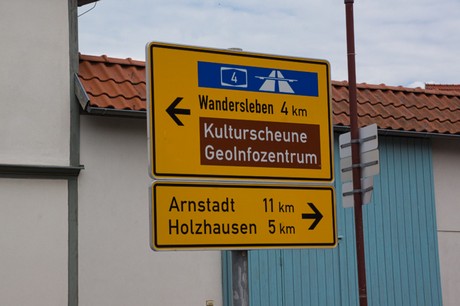 4
Wandersleben 4 km
Kulturscheune
GeoInfozentrum
Arnstadt 11 km
Holzhausen 5 km